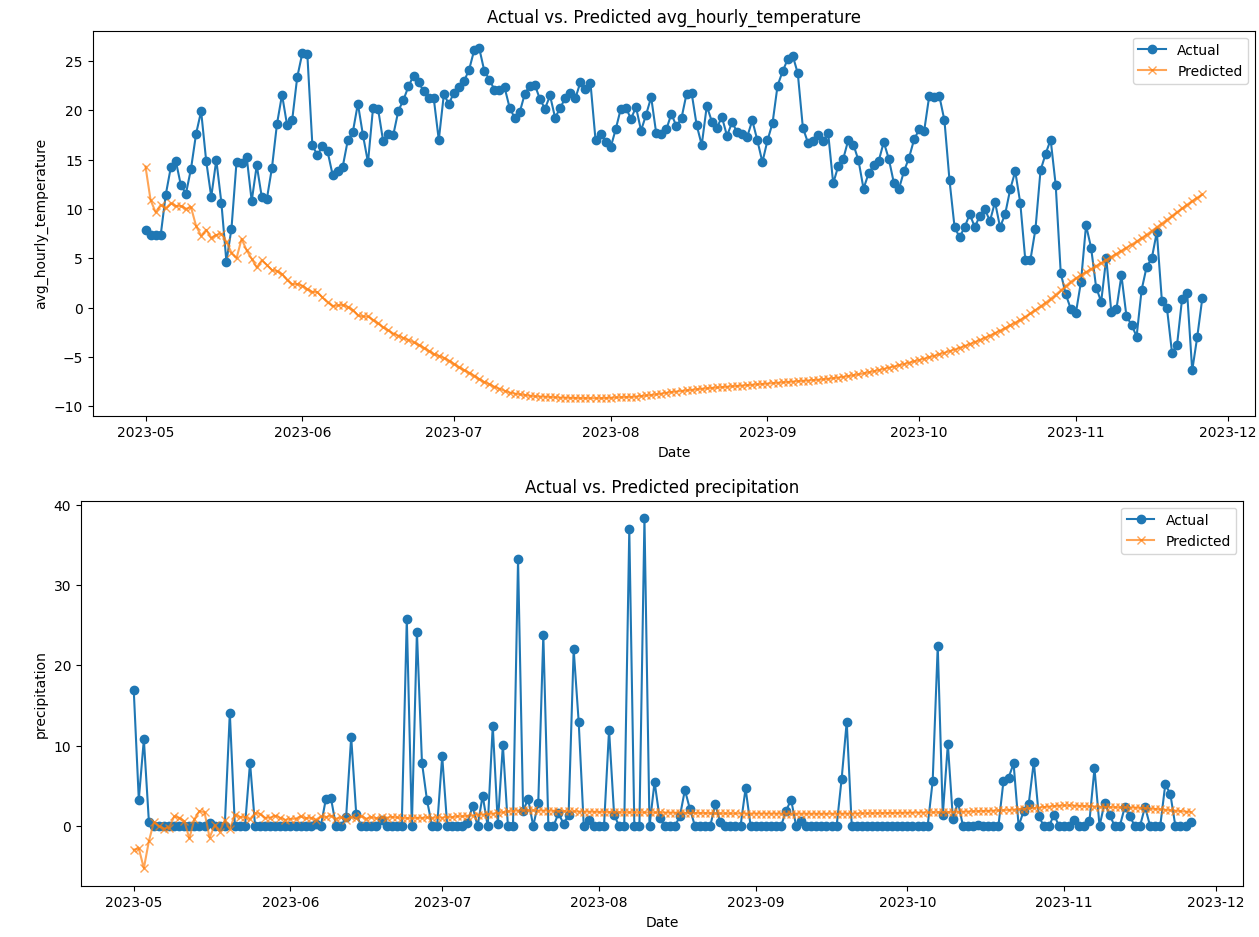 Actual vs. Predicted avg_hourly_temperature
Actual
Predicted
avg_hourly_temperature
25
20
15
10
5
0
−5
−10
2023-05 2023-06 2023-07 2023-08 2023-09 2023-10 2023-11 2023-12
Date
Actual vs. Predicted precipitation
Actual
Predicted
precipitation
40
30
20
10
0
2023-05 2023-06 2023-07 2023-08 2023-09 2023-10 2023-11 2023-12
Date